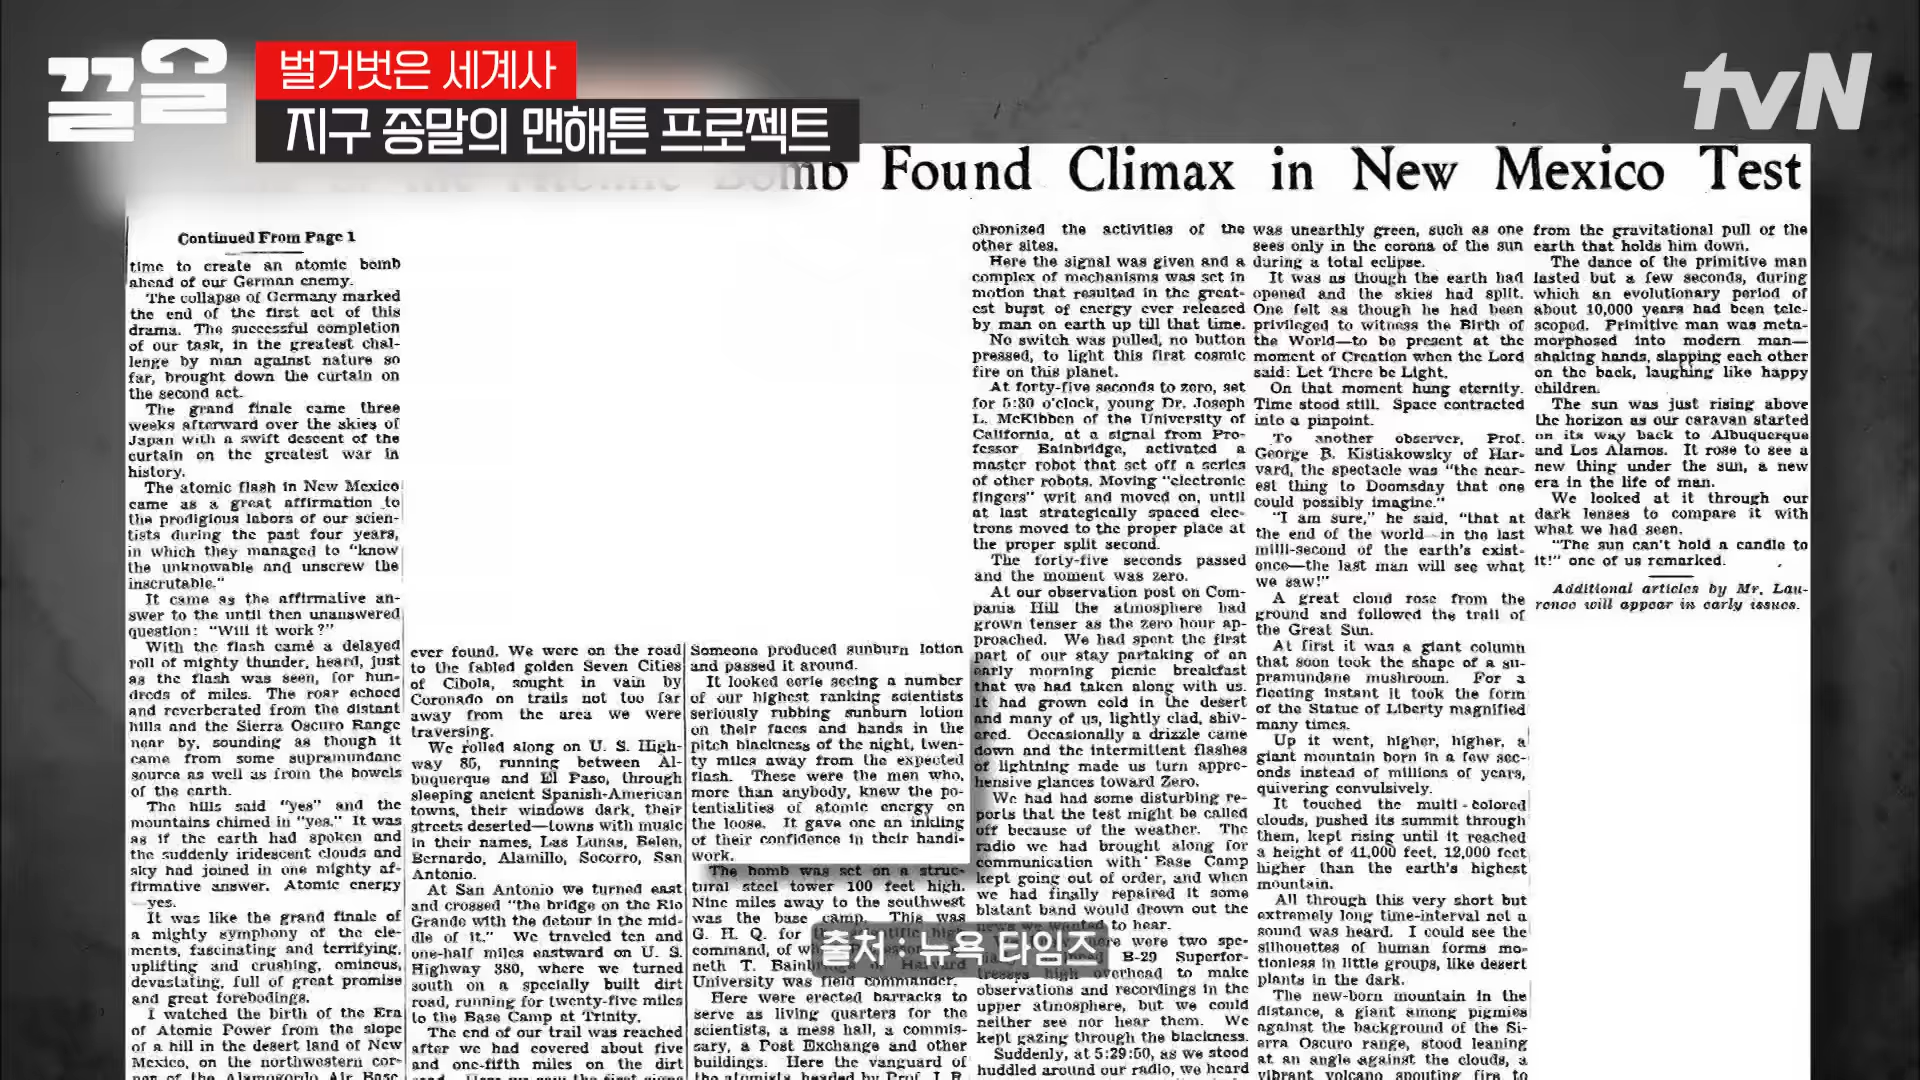 끌올
벌거벗은 세계사
지구 종말의 맨해튼 프로젝트
tvN
Bomb Found Climax in New Mexico Test
Continued From Page 1
time to create an atomic bomb
ahead of our German enemy.
The collapse of Germany marked
the end of the first act of this
drama. The successful completion
of our task, in the greatest chal-
lenge by man against nature so
far, brought down the curtain on
the second act.
The grand finale came three
weeks afterward over the skies of
Japan with a swift descent of the
curtain on the greatest war in
history.
The atomic flash in New Mexico
came as a great affirmation to
the prodigious labors of our scien-
tists during the past four years,
in which they managed to "know
the unknowable and unscrew the
inscrutable."
It came as the affirmative an-
swer to the until then unanswered
question: "Will it work?"
With the flash came a delayed
roll of mighty thunder, heard, just
as the flash was seen, for hun-
dreds of miles. The roar echoed
and reverberated from the distant
hills and the Sierra Oscuro Range
near by, sounding as though it
came from some supramundane
source as well as from the bowels
of the earth.
The hills said "yes" and the
mountains chimed in "yes." It was
as if the earth had spoken and
the suddenly iridescent clouds and
sky had joined in one mighty af-
firmative answer. Atomic energy
—yes.
It was like the grand finale of
a mighty symphony of the ele-
ments, fascinating and terrifying,
uplifting and crushing, ominous,
devastating, full of great promise
and great forebodings.
I watched the birth of the Era
of Atomic Power from the slope
of a hill in the desert land of New
Mexico, on the northwestern cor-
ner of the Alamogordo Air Base
ever found. We were on the road
to the fabled golden Seven Cities
of Cibola, sought in vain by
Coronado on trails not too far
away from the area we were
traversing.
We rolled along on U. S. High-
way 85, running between Al-
buquerque and El Paso, through
sleeping ancient Spanish-American
towns, their windows dark, their
streets deserted—towns with music
in their names, Las Lunas, Belen,
Bernardo, Alamillo, Socorro, San
Antonio.
At San Antonio we turned east
and crossed "the bridge on the Rio
Grande with the detour in the mid-
dle of it." We traveled ten and
one-half miles eastward on U. S.
Highway 380, where we turned
south on a specially built dirt
road, running for twenty-five miles
to the Base Camp at Trinity.
The end of our trail was reached
after we had covered about five
and one-fifth miles on the dirt
road. Here we saw the first signs
Someone produced sunburn lotion
and passed it around.
It looked eerie seeing a number
of our highest ranking scientists
seriously rubbing sunburn lotion
on their faces and hands in the
pitch blackness of the night, twen-
ty miles away from the expected
flash. These were the men who,
more than anybody, knew the po-
tentialities of atomic energy on
the loose. It gave one an inkling
of their confidence in their handi-
work.
The bomb was set on a struc-
tural steel tower 100 feet high.
Nine miles away to the southwest
was the base camp. This was
G. H. Q. for the scientific high
command, of
neth T. Bainbridge of Harvard
University was field commander.
Here were erected barracks to
serve as living quarters for the
scientists, a mess hall, a commis-
sary, a Post Exchange and other
buildings. Here the vanguard of
the atomists, headed by Prof. J. R.
chronized the activities of the
other sites.
Here the signal was given and a
complex of mechanisms was set in
motion that resulted in the great-
est burst of energy ever released
by man on earth up till that time.
No switch was pulled, no button
pressed, to light this first cosmic
fire on this planet.
At forty-five seconds to zero, set
for 5:30 o'clock, young Dr. Joseph
L. McKibben of the University of
California, at a signal from Pro-
fessor Bainbridge, activated a
master robot that set off a series
of other robots. Moving "electronic
fingers" writ and moved on, until
at last strategically spaced elec-
trons moved to the proper place at
the proper split second.
The forty-five seconds passed
and the moment was zero.
At our observation post on Com-
pania Hill the atmosphere had
grown tenser as the zero hour ap-
proached. We had spent the first
part of our stay partaking of an
early morning picnic breakfast
that we had taken along with us.
It had grown cold in the desert
and many of us, lightly clad, shiv-
ered. Occasionally a drizzle came
down and the intermittent flashes
of lightning made us turn appre-
hensive glances toward Zero.
We had had some disturbing re-
ports that the test might be called
off because of the weather. The
radio we had brought along for
communication with Base Camp
kept going out of order, and when
we had finally repaired it some
blatant band would drown out the
news we wanted to hear.
were two spe-
B-29 Superfor-
tresses high overhead to make
observations and recordings in the
upper atmosphere, but we could
neither see nor hear them. We
kept gazing through the blackness.
Suddenly, at 5:29:50, as we stood
huddled around our radio, we heard
was unearthly green, such as one
sees only in the corona of the sun
during a total eclipse.
It was as though the earth had
opened and the skies had split.
One felt as though he had been
privileged to witness the Birth of
the World—to be present at the
moment of Creation when the Lord
said: Let There be Light.
On that moment hung eternity.
Time stood still. Space contracted
into a pinpoint.
To another observer, Prof.
George B. Kistiakowsky of Har-
vard, the spectacle was "the near-
est thing to Doomsday that one
could possibly imagine."
"I am sure," he said, "that at
the end of the world—in the last
milli-second of the earth's exist-
ence—the last man will see what
we saw!"
A great cloud rose from the
ground and followed the trail of
the Great Sun.
At first it was a giant column
that soon took the shape of a su-
pramundane mushroom. For a
fleeting instant it took the form
of the Statue of Liberty magnified
many times.
Up it went, higher, higher, a
giant mountain born in a few sec-
onds instead of millions of years,
quivering convulsively.
It touched the multi-colored
clouds, pushed its summit through
them, kept rising until it reached
a height of 41,000 feet, 12,000 feet
higher than the earth's highest
mountain.
All through this very short but
extremely long time-interval not a
sound was heard. I could see the
silhouettes of human forms mo-
tionless in little groups, like desert
plants in the dark.
The new-born mountain in the
distance, a giant among pigmies
against the background of the Si-
erra Oscuro range, stood leaning
at an angle against the clouds, a
vibrant volcano spouting fire to
from the gravitational pull of the
earth that holds him down.
The dance of the primitive man
lasted but a few seconds, during
which an evolutionary period of
about 10,000 years had been tele-
scoped. Primitive man was meta-
morphosed into modern man—
shaking hands, slapping each other
on the back, laughing like happy
children.
The sun was just rising above
the horizon as our caravan started
on its way back to Albuquerque
and Los Alamos. It rose to see a
new thing under the sun, a new
era in the life of man.
We looked at it through our
dark lenses to compare it with
what we had seen.
"The sun can't hold a candle to
it!" one of us remarked.
Additional articles by Mr. Lau-
rence will appear in early issues.
출처 : 뉴욕 타임즈